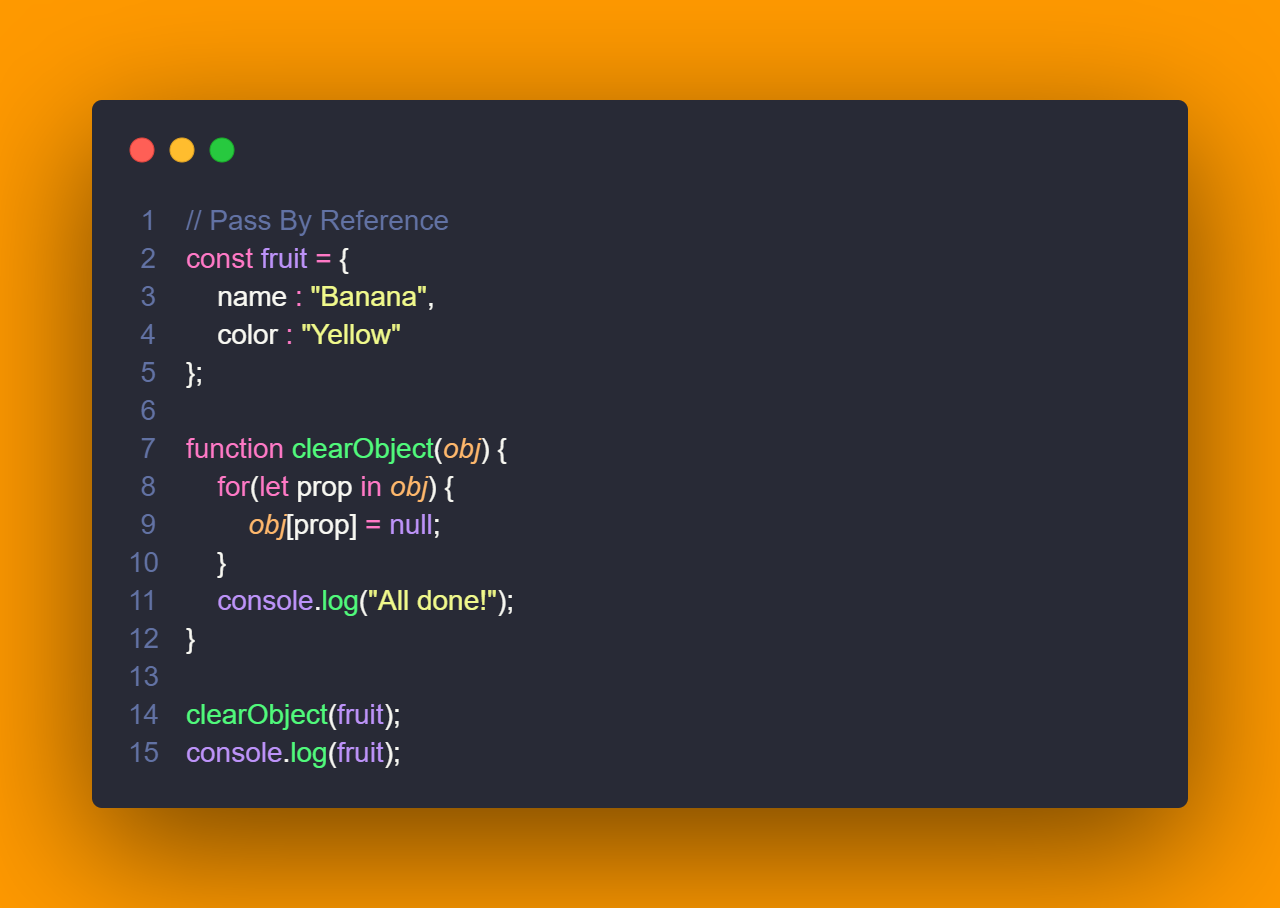 1 // Pass By Reference
2 const fruit = {
3     name : "Banana",
4     color : "Yellow"
5 };
6
7 function clearObject(obj) {
8     for(let prop in obj) {
9         obj[prop] = null;
10     }
11     console.log("All done!");
12 }
13
14 clearObject(fruit);
15 console.log(fruit);